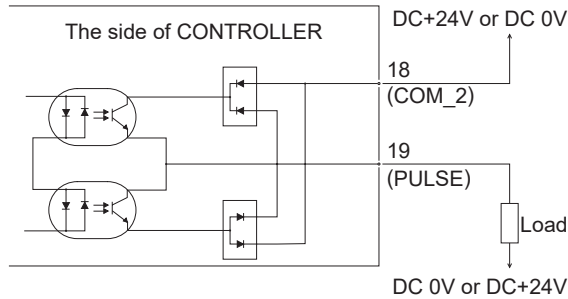 DC+24V or DC 0V
The side of CONTROLLER
18
(COM_2)
19
(PULSE)
Load
DC 0V or DC+24V